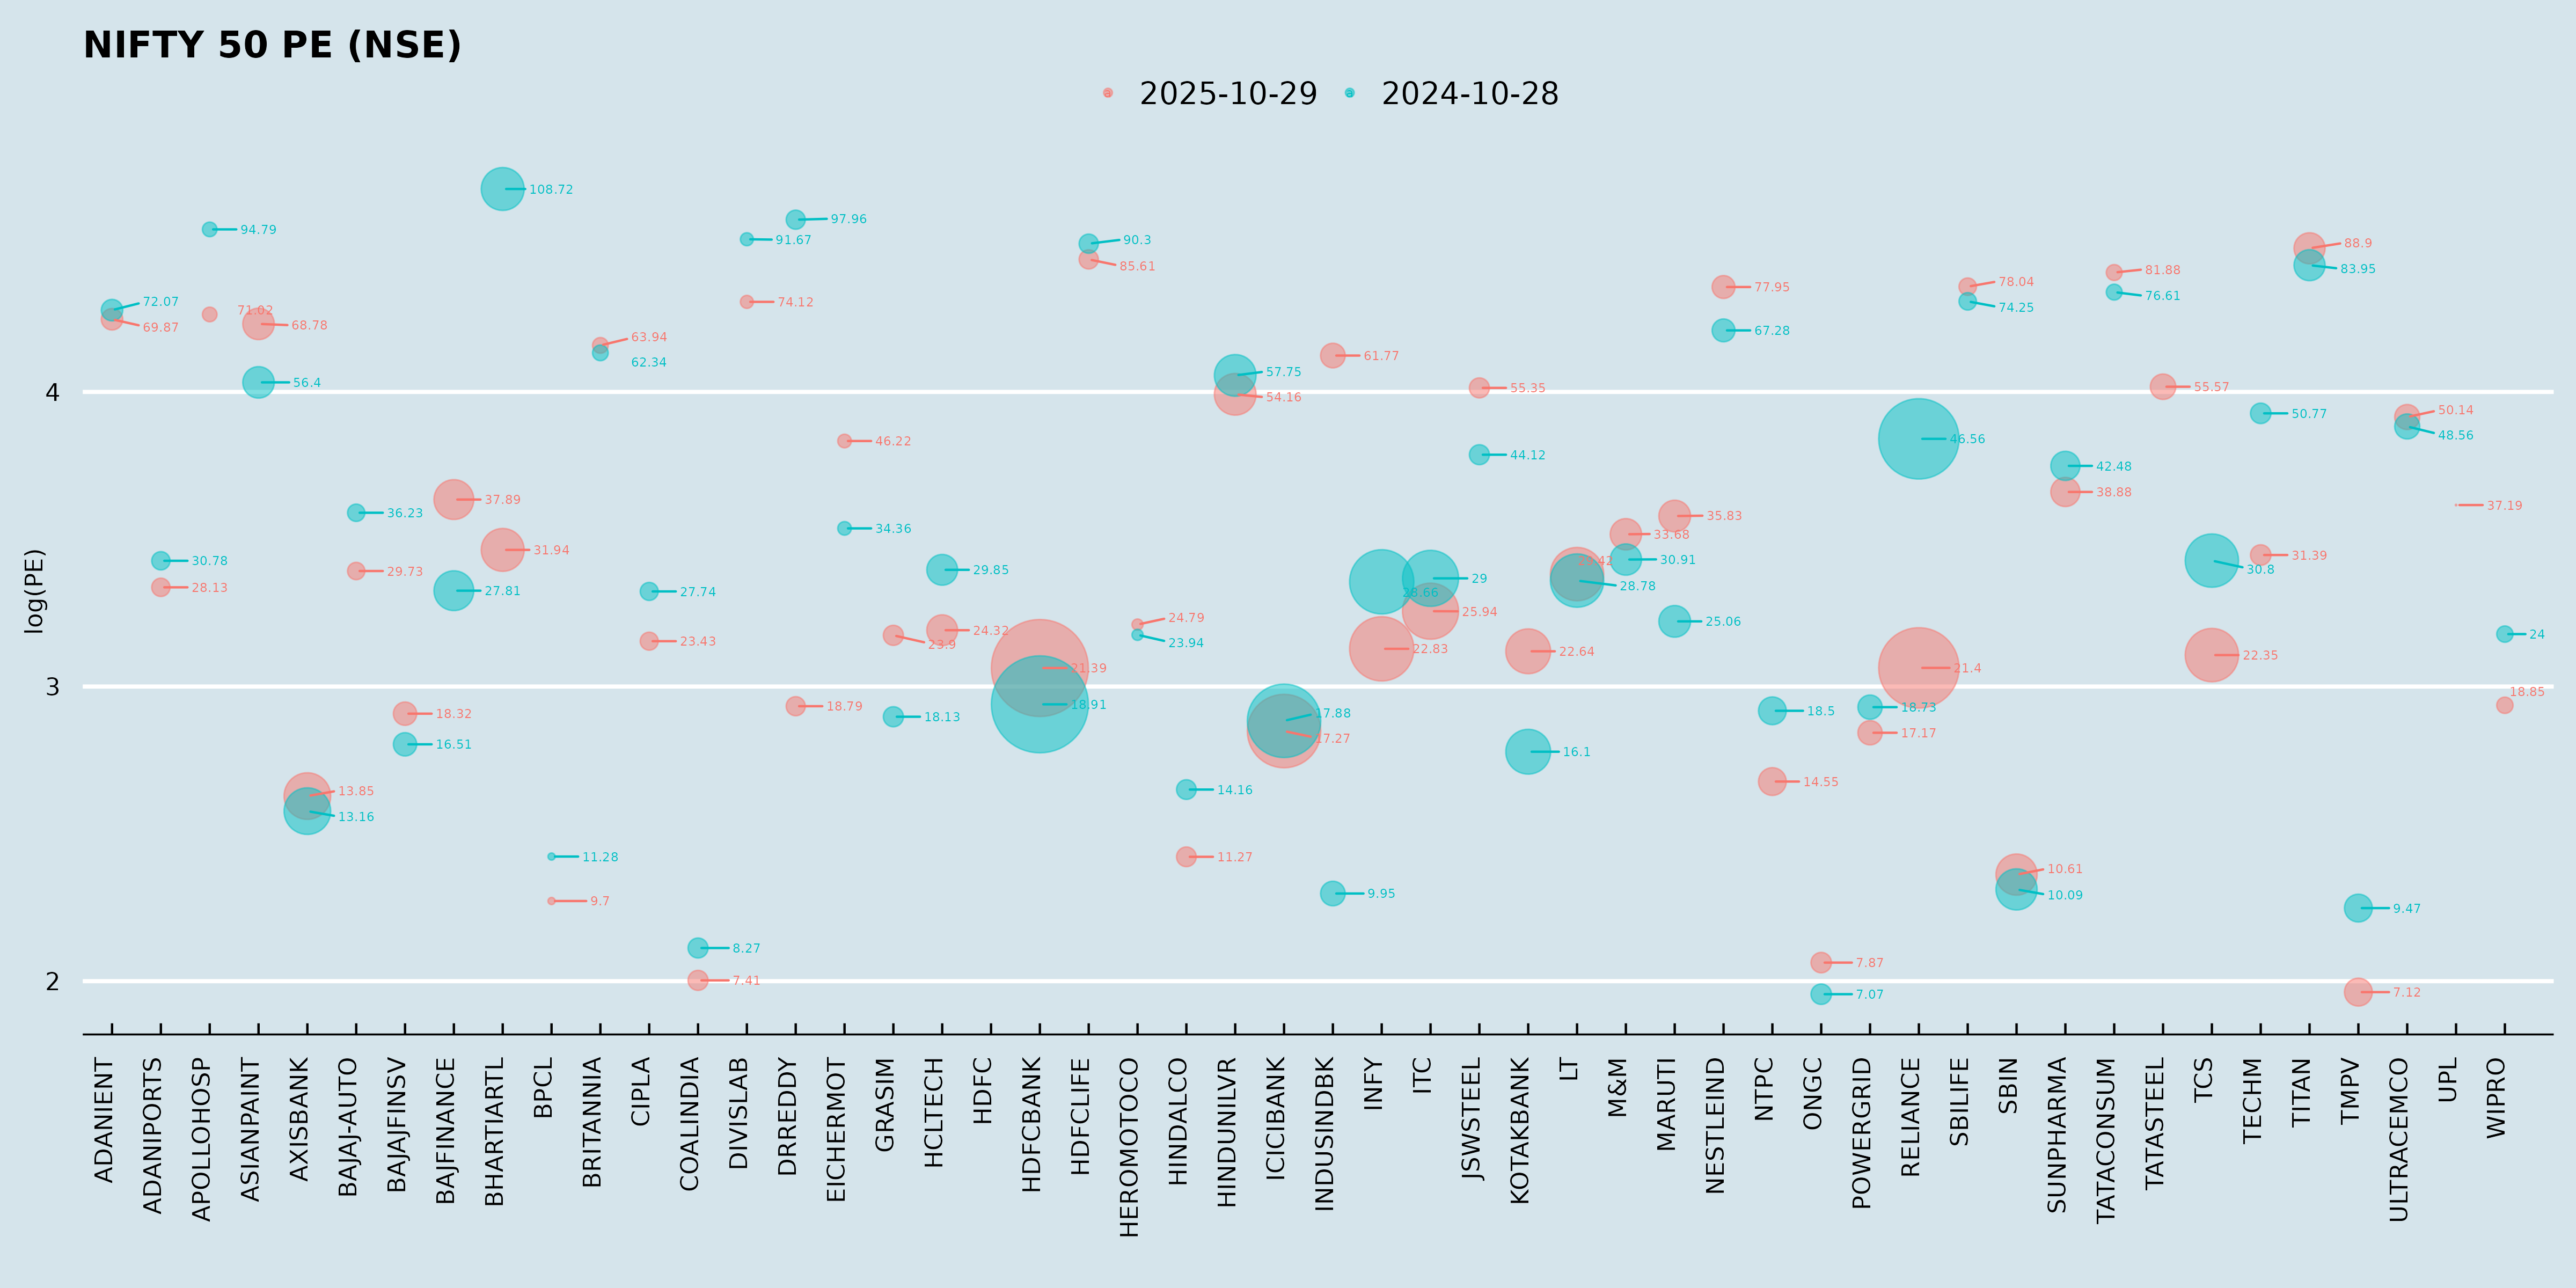 NIFTY 50 PE (NSE)
2025-10-29 2024-10-28
log(PE)
4
3
2
72.07
69.87
30.78
28.13
94.79
71.02
68.78
56.4
13.85
13.16
36.23
29.73
18.32
16.51
37.89
27.81
108.72
31.94
11.28
9.7
63.94
62.34
27.74
23.43
8.27
7.41
91.67
74.12
97.96
18.79
46.22
34.36
23.9
18.13
29.85
24.32
21.39
18.91
90.3
85.61
24.79
23.94
14.16
11.27
57.75
54.16
17.88
17.27
61.77
9.95
28.66
22.83
29
25.94
55.35
44.12
22.64
16.1
29.42
28.78
33.68
30.91
35.83
25.06
77.95
67.28
18.5
14.55
7.87
7.07
18.73
17.17
46.56
21.4
78.04
74.25
10.61
10.09
42.48
38.88
81.88
76.61
55.57
30.8
22.35
50.77
31.39
88.9
83.95
9.47
7.12
50.14
48.56
37.19
24
18.85
ADANIENT
ADANIPORTS
APOLLOHOSP
ASIANPAINT
AXISBANK
BAJAJ-AUTO
BAJAJFINSV
BAJFINANCE
BHARTIARTL
BPCL
BRITANNIA
CIPLA
COALINDIA
DIVISLAB
DRREDDY
EICHERMOT
GRASIM
HCLTECH
HDFC
HDFCBANK
HDFCLIFE
HEROMOTOCO
HINDALCO
HINDUNILVR
ICICIBANK
INDUSINDBK
INFY
ITC
JSWSTEEL
KOTAKBANK
LT
M&M
MARUTI
NESTLEIND
NTPC
ONGC
POWERGRID
RELIANCE
SBILIFE
SBIN
SUNPHARMA
TATACONSUM
TATASTEEL
TCS
TECHM
TITAN
TMPV
ULTRACEMCO
UPL
WIPRO